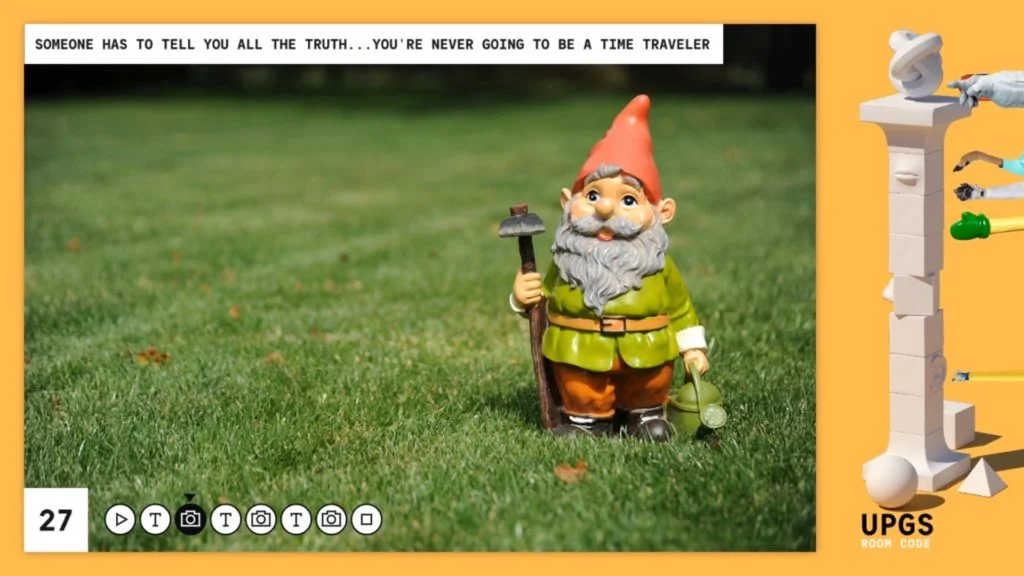 SOMEONE HAS TO TELL YOU ALL THE TRUTH...YOU'RE NEVER GOING TO BE A TIME TRAVELER
27
T T T
UPGS
ROOM CODE